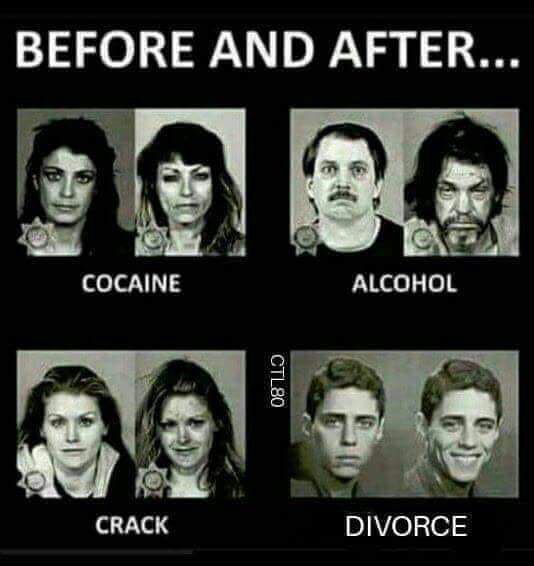 BEFORE AND AFTER...
COCAINE
ALCOHOL
CTL80
CRACK
DIVORCE